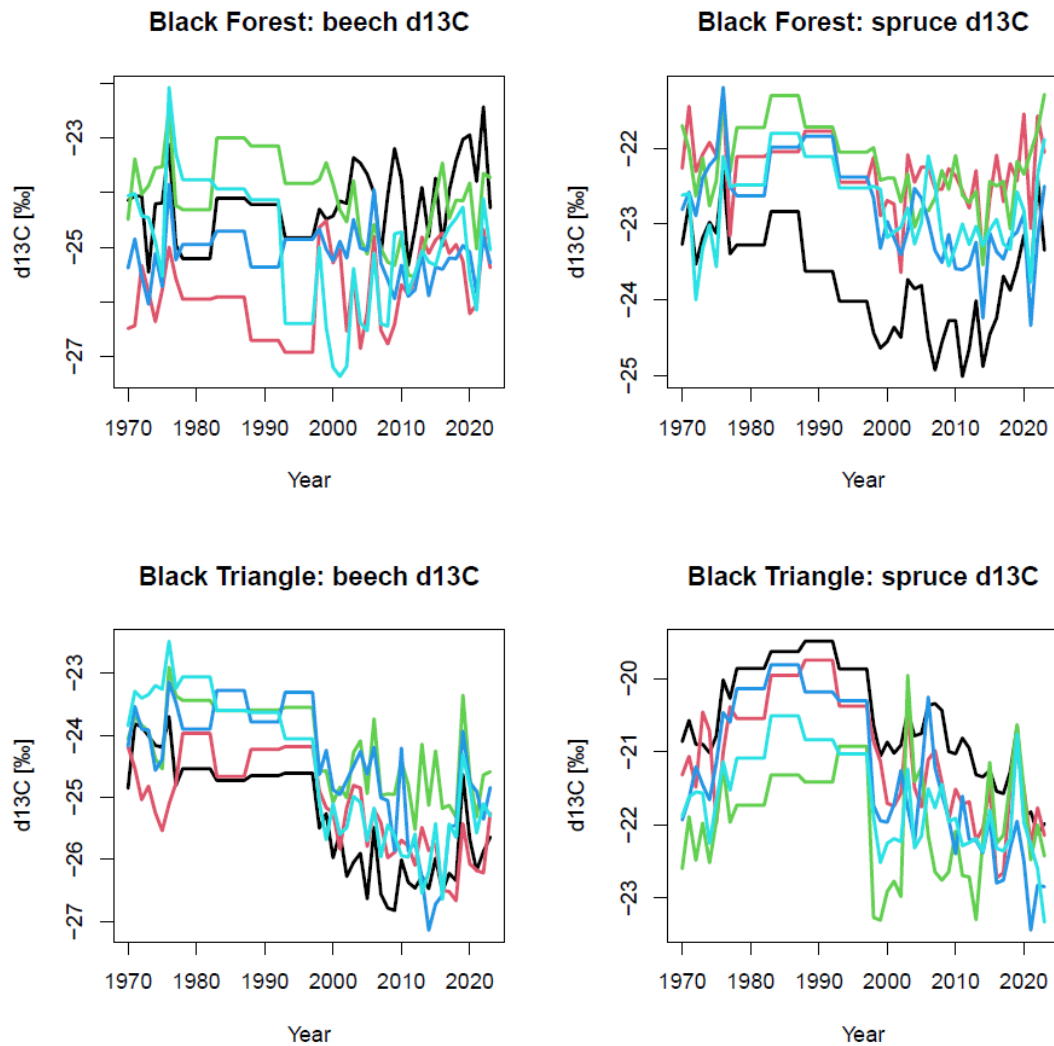 Black Forest: beech d13C
d13C [‰]
-23
-25
-27
1970 1980 1990 2000 2010 2020
Year
Black Forest: spruce d13C
d13C [‰]
-22
-23
-24
-25
1970 1980 1990 2000 2010 2020
Year
Black Triangle: beech d13C
d13C [‰]
-23
-24
-25
-26
-27
1970 1980 1990 2000 2010 2020
Year
Black Triangle: spruce d13C
d13C [‰]
-20
-21
-22
-23
1970 1980 1990 2000 2010 2020
Year